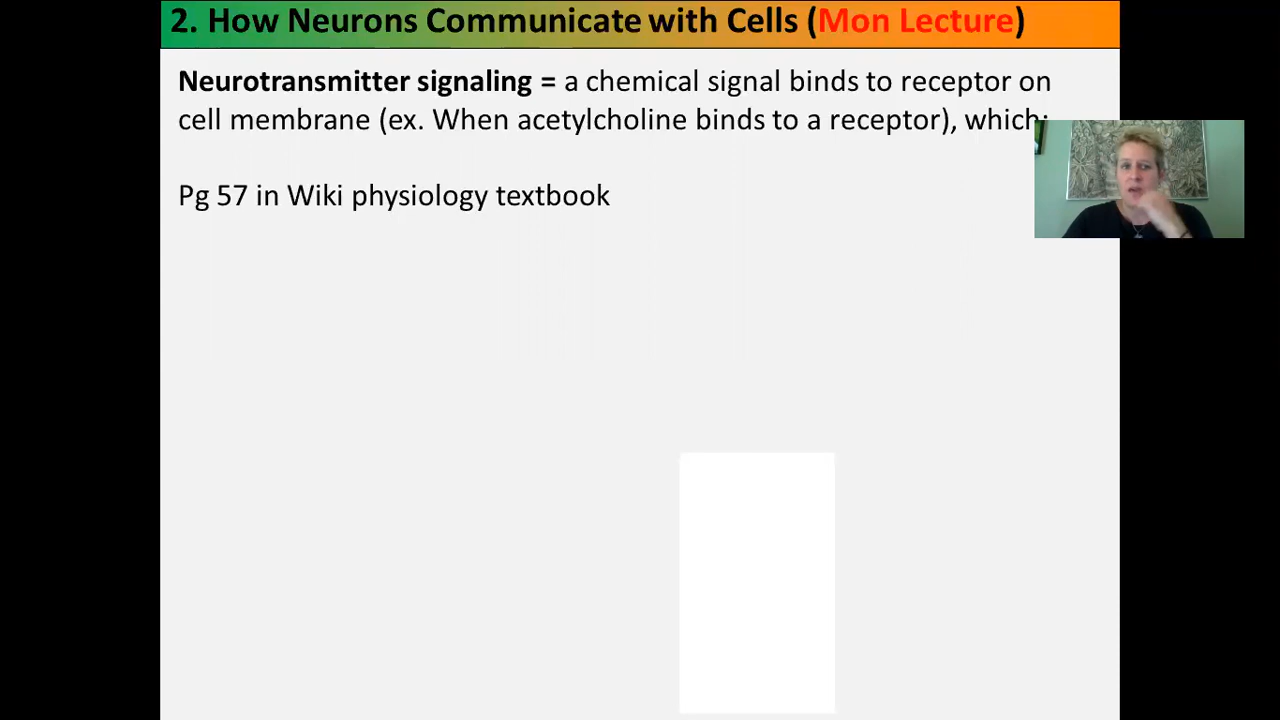 2. How Neurons Communicate with Cells (Mon Lecture)
Neurotransmitter signaling = a chemical signal binds to receptor on
cell membrane (ex. When acetylcholine binds to a receptor), which:
Pg 57 in Wiki physiology textbook